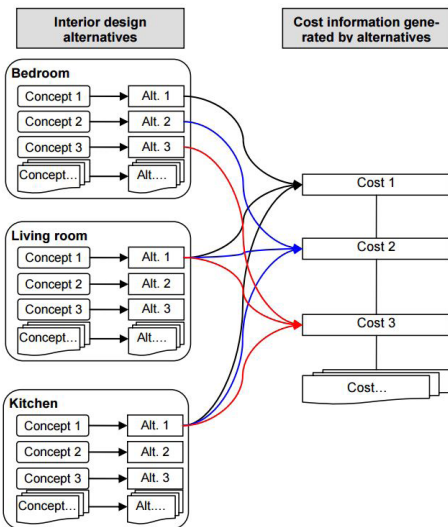 Interior design
alternatives
Cost information gene-
rated by alternatives
Bedroom
Concept 1 Alt. 1
Concept 2 Alt. 2
Concept 3 Alt. 3
Concept... Alt....
Living room
Concept 1 Alt. 1
Concept 2 Alt. 2
Concept 3 Alt. 3
Concept... Alt....
Kitchen
Concept 1 Alt. 1
Concept 2 Alt. 2
Concept 3 Alt. 3
Concept... Alt....
Cost 1
Cost 2
Cost 3
Cost...